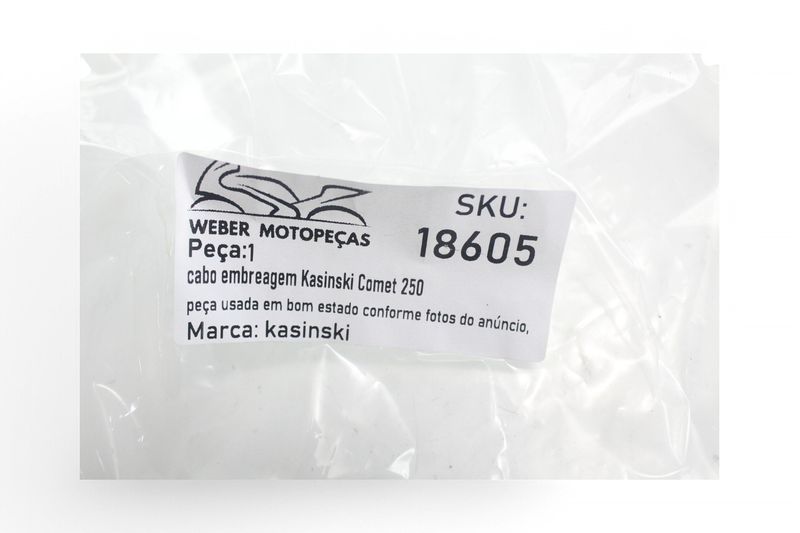 SKU:
18605
WEBER MOTOPEÇAS
Peça:1
cabo embreagem Kasinski Comet 250
peça usada em bom estado conforme fotos do anúncio,
Marca: kasinski